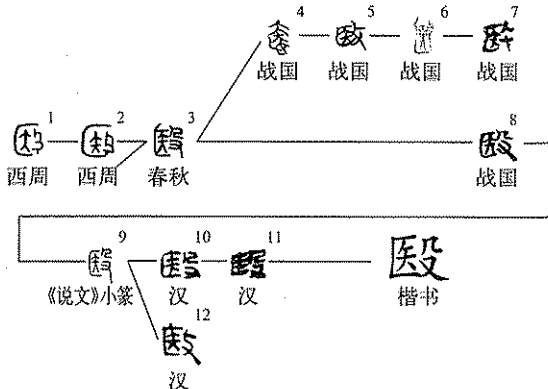 4 5 6 7
战国 战国 战国 战国
1 2 3 8
西周 西周 春秋 战国
9 10 11
殹
《说文》小篆 汉 汉 楷书
12
汉